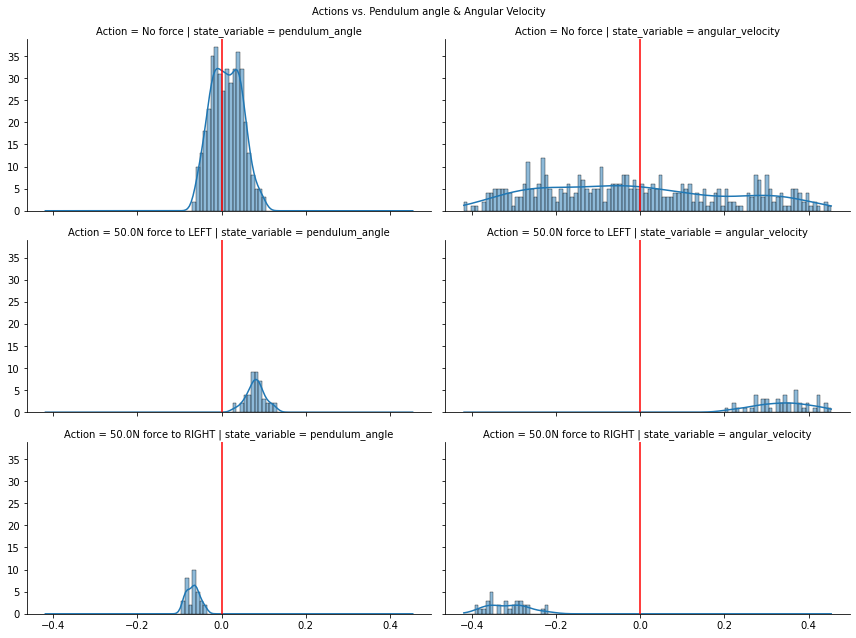 Actions vs. Pendulum angle & Angular Velocity
Action = No force | state_variable = pendulum_angle
Action = No force | state_variable = angular_velocity
35
30
25
20
15
10
5
0
Action = 50.0N force to LEFT | state_variable = pendulum_angle
Action = 50.0N force to LEFT | state_variable = angular_velocity
35
30
25
20
15
10
5
0
Action = 50.0N force to RIGHT | state_variable = pendulum_angle
Action = 50.0N force to RIGHT | state_variable = angular_velocity
35
30
25
20
15
10
5
0
−0.4 −0.2 0.0 0.2 0.4
−0.4 −0.2 0.0 0.2 0.4